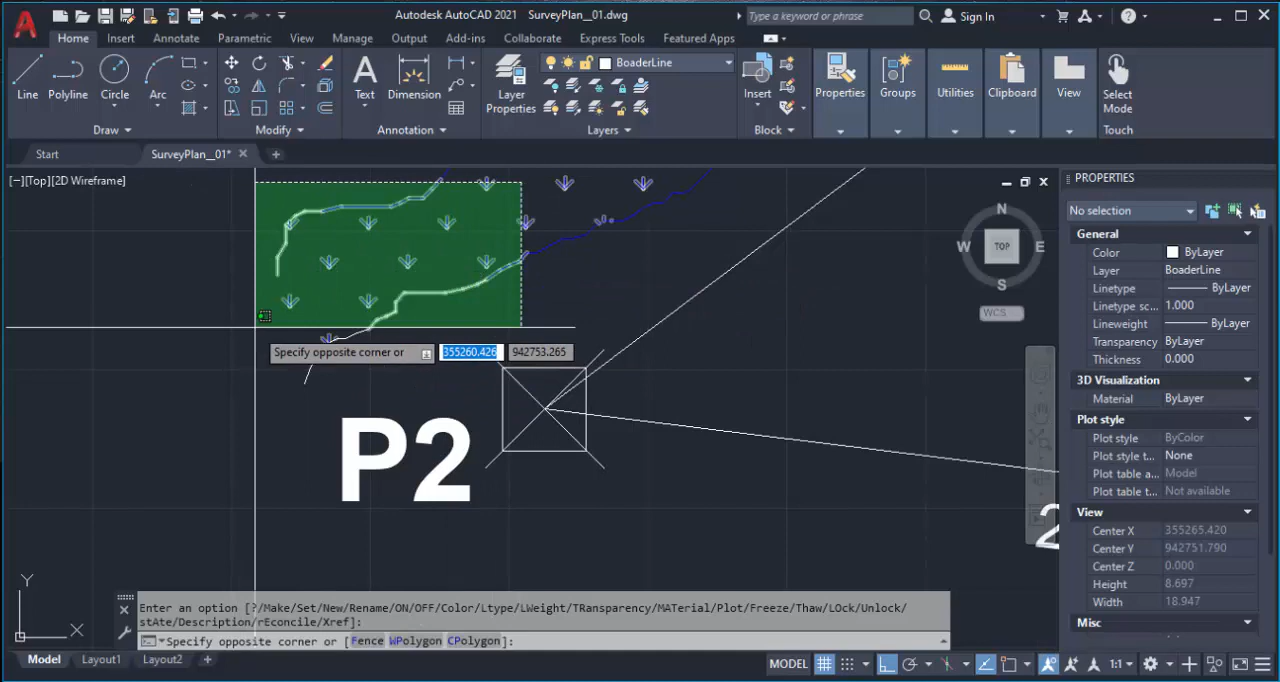 Autodesk AutoCAD 2021 SurveyPlan__01.dwg
Type a keyword or phrase
Sign In
Home Insert Annotate Parametric View Manage Output Add-ins Collaborate Express Tools Featured Apps
Line Polyline Circle Arc
Text Dimension
Layer Properties
BoaderLine
Insert
Properties Groups Utilities Clipboard View
Select Mode
Draw Modify Annotation Layers Block Touch
Start SurveyPlan__01*
[−][Top][2D Wireframe]
N
W TOP E
S
WCS
Specify opposite corner or 355260.426 942753.265
P2
2
PROPERTIES
No selection
General
Color ByLayer
Layer BoaderLine
Linetype ByLayer
Linetype sc... 1.000
Lineweight ByLayer
Transparency ByLayer
Thickness 0.000
3D Visualization
Material ByLayer
Plot style
Plot style ByColor
Plot style t... None
Plot table a... Model
Plot table t... Not available
View
Center X 355265.420
Center Y 942751.790
Center Z 0.000
Height 8.697
Width 18.947
Misc
Y
X
Enter an option [?/Make/Set/New/Rename/ON/OFF/Color/Ltype/LWeight/TRansparency/MATerial/Plot/Freeze/Thaw/LOck/Unlock/
stAte/Description/rEconcile/Xref]:
Specify opposite corner or [Fence WPolygon CPolygon]:
Model Layout1 Layout2
MODEL 1:1